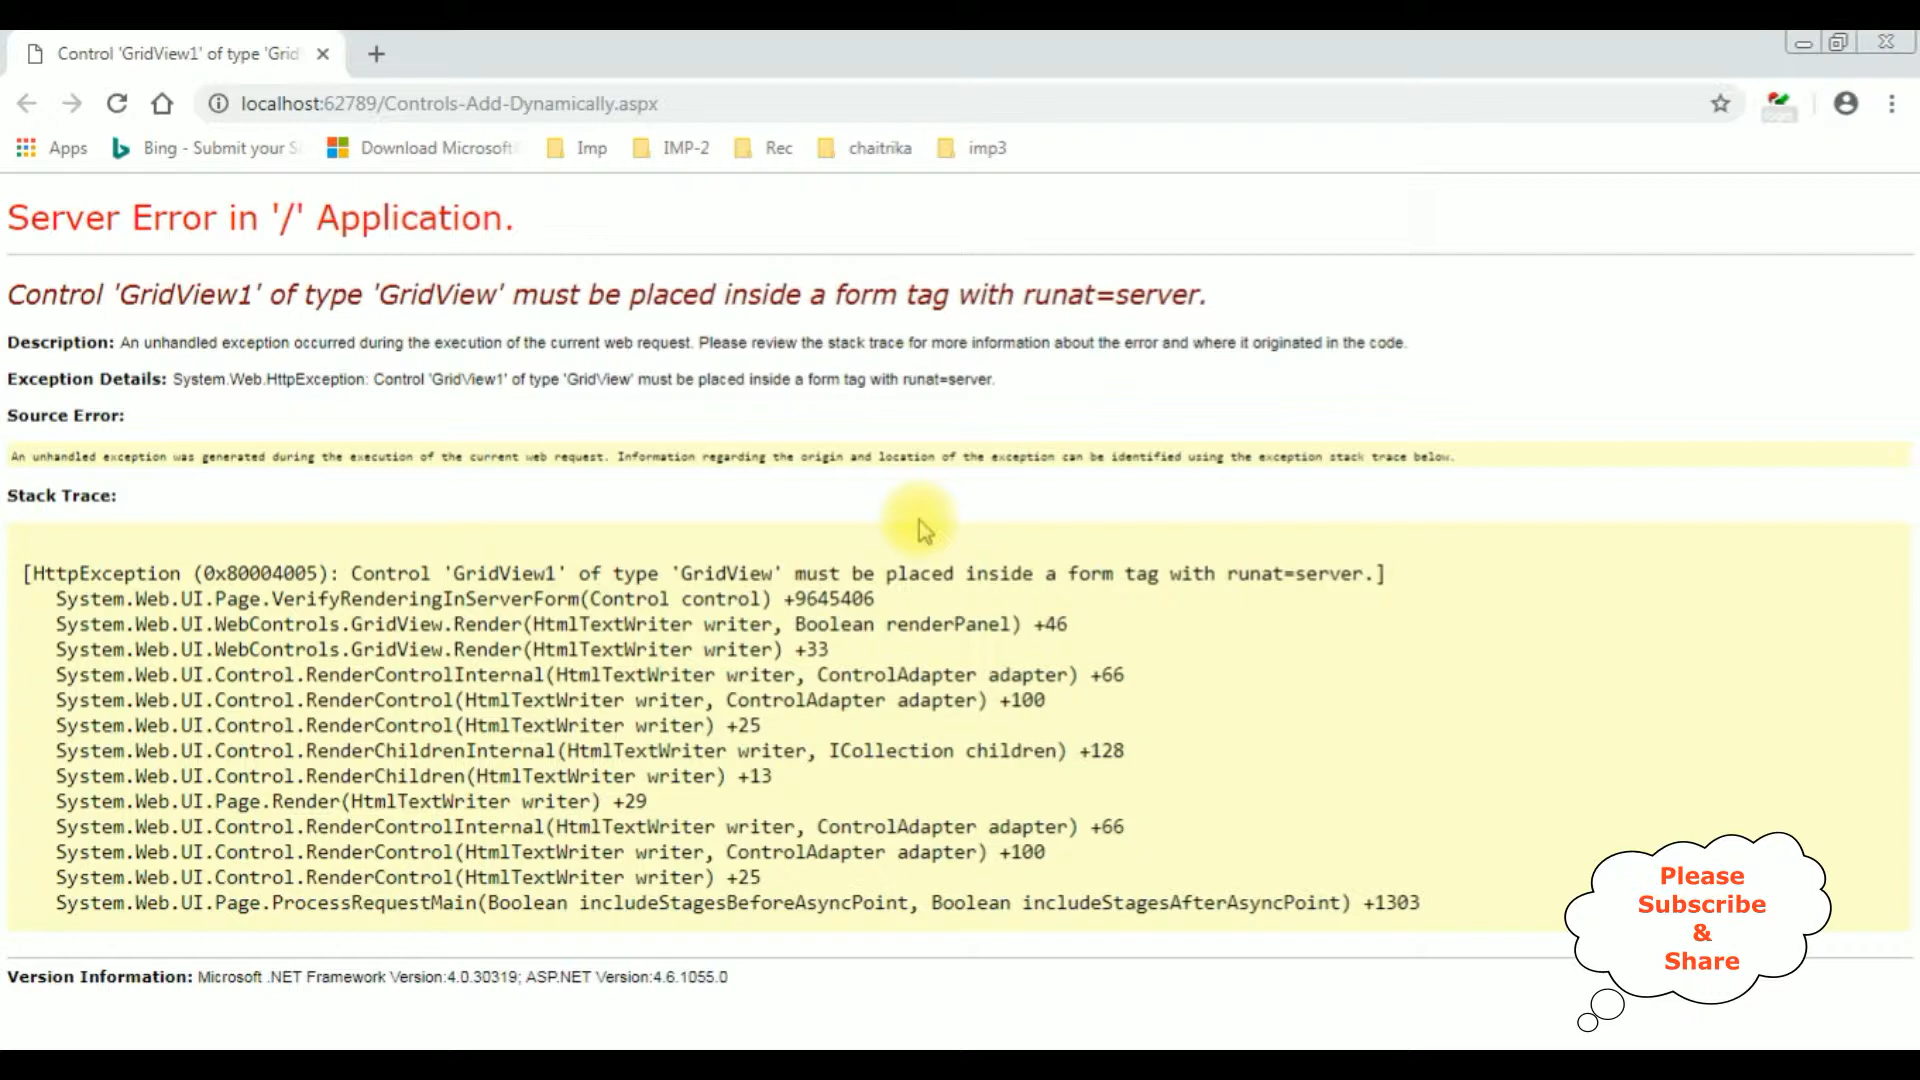 Control 'GridView1' of type 'Grid
localhost:62789/Controls-Add-Dynamically.aspx
Apps Bing - Submit your S Download Microsoft Imp IMP-2 Rec chaitrika imp3
Server Error in '/' Application.
Control 'GridView1' of type 'GridView' must be placed inside a form tag with runat=server.
Description: An unhandled exception occurred during the execution of the current web request. Please review the stack trace for more information about the error and where it originated in the code.
Exception Details: System.Web.HttpException: Control 'GridView1' of type 'GridView' must be placed inside a form tag with runat=server.
Source Error:
An unhandled exception was generated during the execution of the current web request. Information regarding the origin and location of the exception can be identified using the exception stack trace below.
Stack Trace:
[HttpException (0x80004005): Control 'GridView1' of type 'GridView' must be placed inside a form tag with runat=server.]
System.Web.UI.Page.VerifyRenderingInServerForm(Control control) +9645406
System.Web.UI.WebControls.GridView.Render(HtmlTextWriter writer, Boolean renderPanel) +46
System.Web.UI.WebControls.GridView.Render(HtmlTextWriter writer) +33
System.Web.UI.Control.RenderControlInternal(HtmlTextWriter writer, ControlAdapter adapter) +66
System.Web.UI.Control.RenderControl(HtmlTextWriter writer, ControlAdapter adapter) +100
System.Web.UI.Control.RenderControl(HtmlTextWriter writer) +25
System.Web.UI.Control.RenderChildrenInternal(HtmlTextWriter writer, ICollection children) +128
System.Web.UI.Control.RenderChildren(HtmlTextWriter writer) +13
System.Web.UI.Page.Render(HtmlTextWriter writer) +29
System.Web.UI.Control.RenderControlInternal(HtmlTextWriter writer, ControlAdapter adapter) +66
System.Web.UI.Control.RenderControl(HtmlTextWriter writer, ControlAdapter adapter) +100
System.Web.UI.Control.RenderControl(HtmlTextWriter writer) +25
System.Web.UI.Page.ProcessRequestMain(Boolean includeStagesBeforeAsyncPoint, Boolean includeStagesAfterAsyncPoint) +1303
Version Information: Microsoft .NET Framework Version:4.0.30319; ASP.NET Version:4.6.1055.0
Please
Subscribe
&
Share